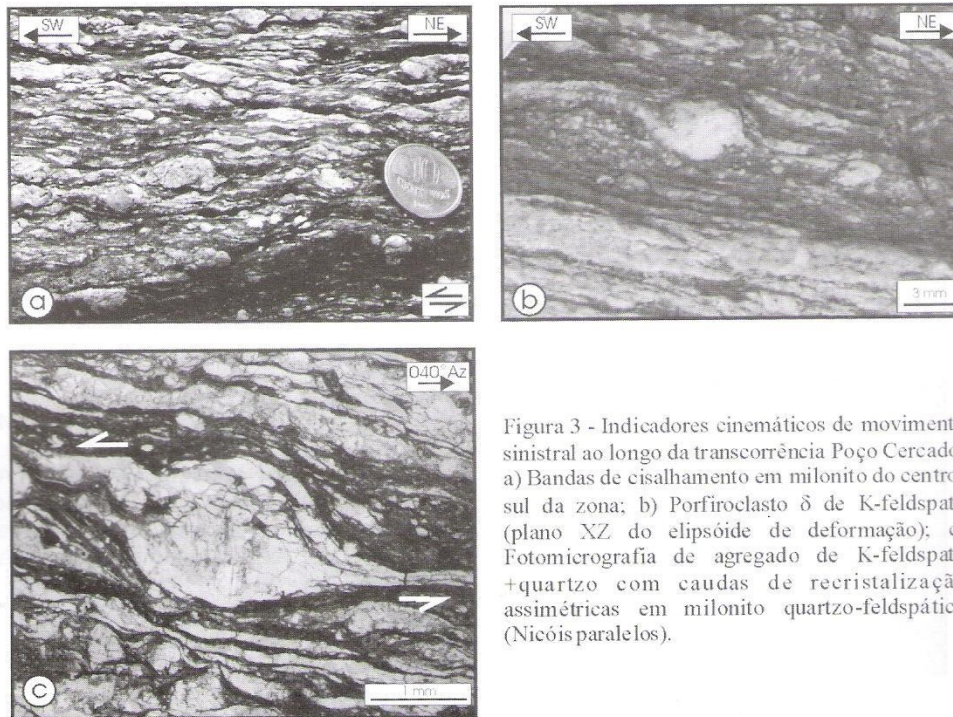 SW NE
SW NE
a
b
3 mm
040° Az
c
1 mm
Figura 3 - Indicadores cinemáticos de moviment
sinistral ao longo da transcorrência Poço Cercad
a) Bandas de cisalhamento em milonito do centro
sul da zona; b) Porfiroclasto δ de K-feldspat
(plano XZ do elipsóide de deformação);
Fotomicrografia de agregado de K-feldspat
+quartzo com caudas de recristalizaçã
assimétricas em milonito quartzo-feldspátic
(Nicóis paralelos).